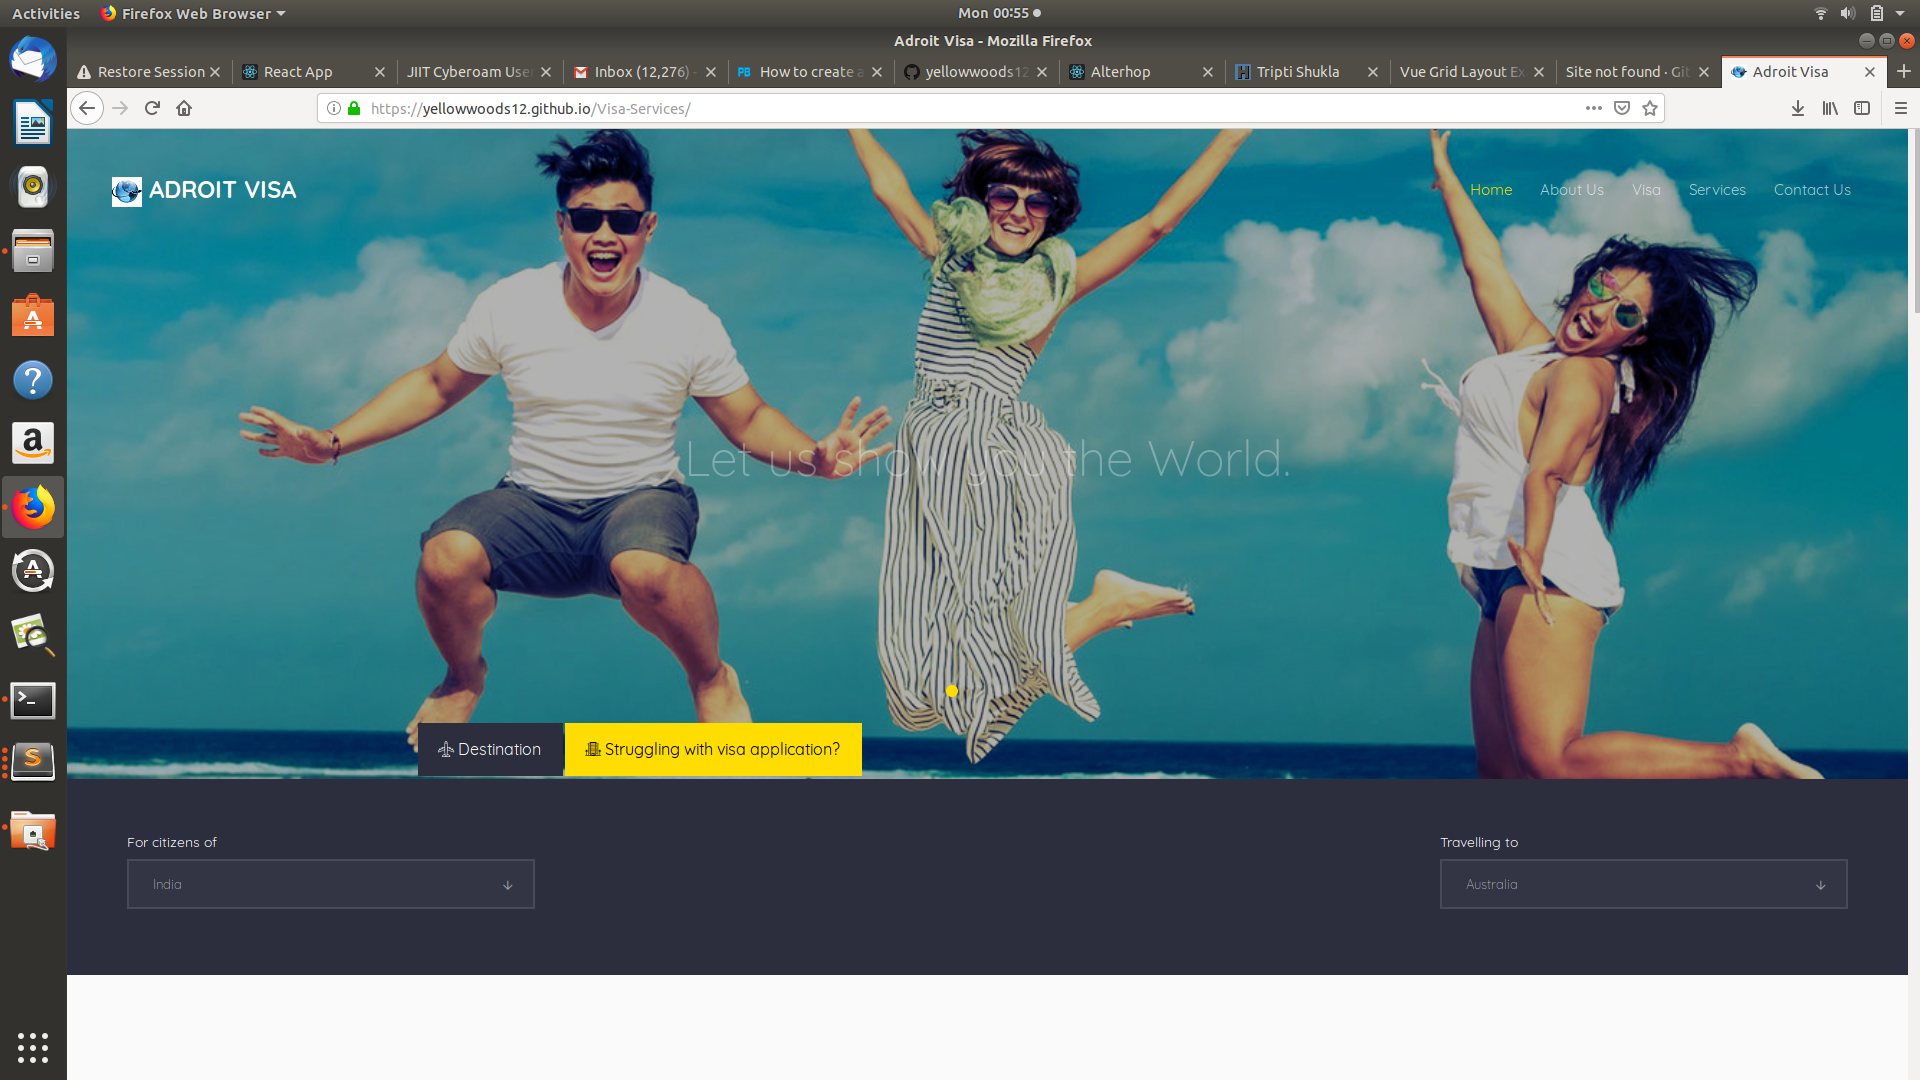 Activities
Firefox Web Browser
Mon 00:55
Adroit Visa - Mozilla Firefox
Restore Session
React App
JIIT Cyberoam Use
Inbox (12,276) -
How to create a
yellowwoods12
Alterhop
Tripti Shukla
Vue Grid Layout Ex
Site not found · Git
Adroit Visa
https://yellowwoods12.github.io/Visa-Services/
ADROIT VISA
Home
About Us
Visa
Services
Contact Us
Let us show you the World.
Destination
Struggling with visa application?
For citizens of
Travelling to
India
Australia